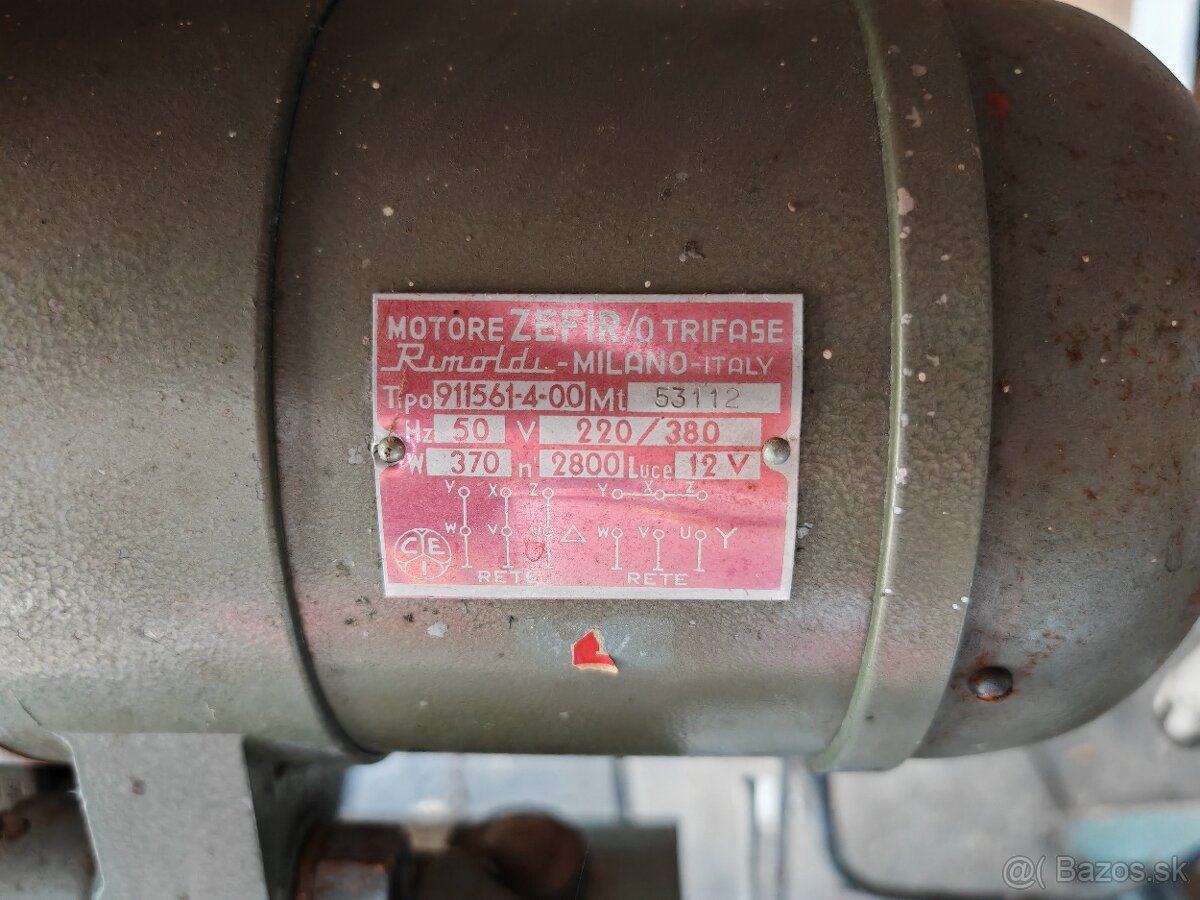 MOTORE ZEFIR/O TRIFASE
Rimoldi-MILANO-ITALY
Tipo 911561-4-00 Mt 53112
Hz 50 V 220/380
W 370 n 2800 Luce 12 V
Y X Z Y X Z
W V U △ W V U Y
CEI
RETE RETE
@( Bazos.sk